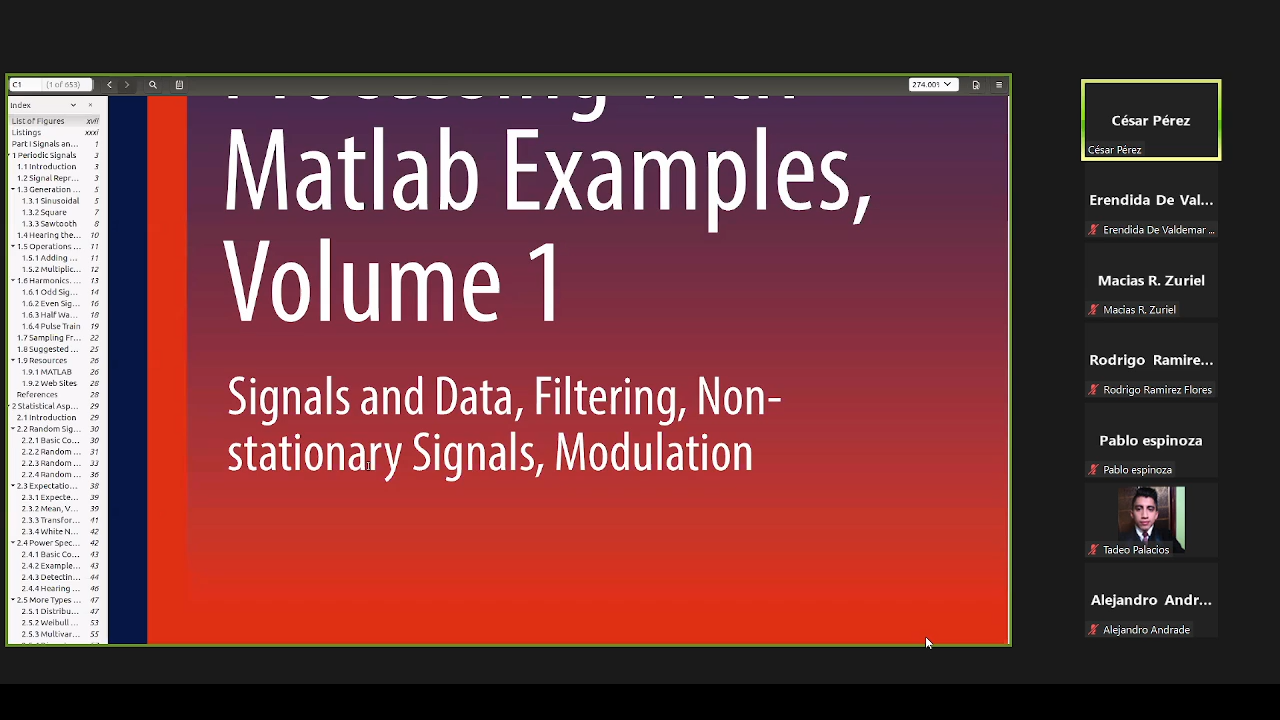 C1 (1 of 653) 274.00%
Index
List of Figures xvii
Listings xxxi
Part I Signals an... 1
1 Periodic Signals 3
1.1 Introduction 3
1.2 Signal Repr... 3
1.3 Generation ... 5
1.3.1 Sinusoidal 5
1.3.2 Square 7
1.3.3 Sawtooth 8
1.4 Hearing the... 10
1.5 Operations ... 11
1.5.1 Adding ... 11
1.5.2 Multiplic... 12
1.6 Harmonics. ... 13
1.6.1 Odd Sig... 14
1.6.2 Even Sig... 16
1.6.3 Half Wa... 18
1.6.4 Pulse Train 19
1.7 Sampling Fr... 22
1.8 Suggested ... 25
1.9 Resources 26
1.9.1 MATLAB 26
1.9.2 Web Sites 28
References 28
2 Statistical Asp... 29
2.1 Introduction 29
2.2 Random Sig... 30
2.2.1 Basic Co... 30
2.2.2 Random ... 31
2.2.3 Random ... 33
2.2.4 Random ... 36
2.3 Expectatio... 38
2.3.1 Expecte... 39
2.3.2 Mean, V... 39
2.3.3 Transfor... 41
2.3.4 White N... 42
2.4 Power Spec... 42
2.4.1 Basic Co... 43
2.4.2 Example... 43
2.4.3 Detectin... 44
2.4.4 Hearing ... 46
2.5 More Types ... 47
2.5.1 Distribu... 47
2.5.2 Weibull ... 53
2.5.3 Multivar... 55
Processing with
Matlab Examples,
Volume 1
Signals and Data, Filtering, Non-
stationary Signals, Modulation
César Pérez
César Pérez
Erendida De Val...
Erendida De Valdemar ...
Macias R. Zuriel
Macias R. Zuriel
Rodrigo Ramire...
Rodrigo Ramirez Flores
Pablo espinoza
Pablo espinoza
Tadeo Palacios
Alejandro Andr...
Alejandro Andrade